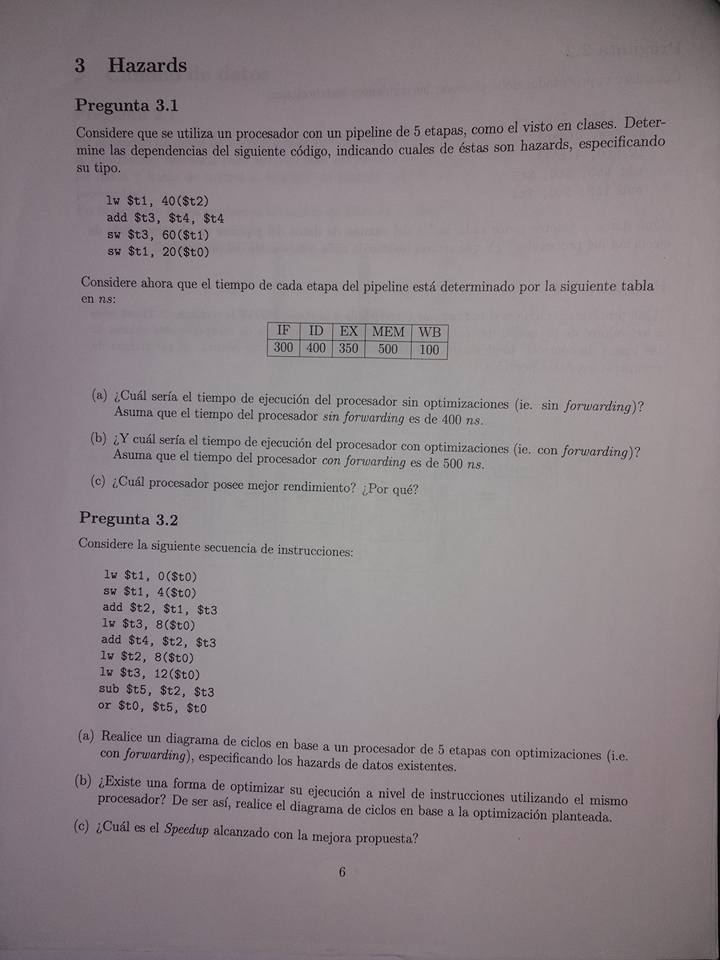 3 Hazards
Pregunta 3.1
Considere que se utiliza un procesador con un pipeline de 5 etapas, como el visto en clases. Deter-
mine las dependencias del siguiente código, indicando cuales de éstas son hazards, especificando
su tipo.
lw $t1, 40($t2)
add $t3, $t4, $t4
sw $t3, 60($t1)
sw $t1, 20($t0)
Considere ahora que el tiempo de cada etapa del pipeline está determinado por la siguiente tabla
en ns:
IF ID EX MEM WB
300 400 350 500 100
(a) ¿Cuál sería el tiempo de ejecución del procesador sin optimizaciones (ie. sin forwarding)?
Asuma que el tiempo del procesador sin forwarding es de 400 ns.
(b) ¿Y cuál sería el tiempo de ejecución del procesador con optimizaciones (ie. con forwarding)?
Asuma que el tiempo del procesador con forwarding es de 500 ns.
(c) ¿Cuál procesador posee mejor rendimiento? ¿Por qué?
Pregunta 3.2
Considere la siguiente secuencia de instrucciones:
lw $t1, 0($t0)
sw $t1, 4($t0)
add $t2, $t1, $t3
lw $t3, 8($t0)
add $t4, $t2, $t3
lw $t2, 8($t0)
lw $t3, 12($t0)
sub $t5, $t2, $t3
or $t0, $t5, $t0
(a) Realice un diagrama de ciclos en base a un procesador de 5 etapas con optimizaciones (i.e.
con forwarding), especificando los hazards de datos existentes.
(b) ¿Existe una forma de optimizar su ejecución a nivel de instrucciones utilizando el mismo
procesador? De ser así, realice el diagrama de ciclos en base a la optimización planteada.
(c) ¿Cuál es el Speedup alcanzado con la mejora propuesta?
6